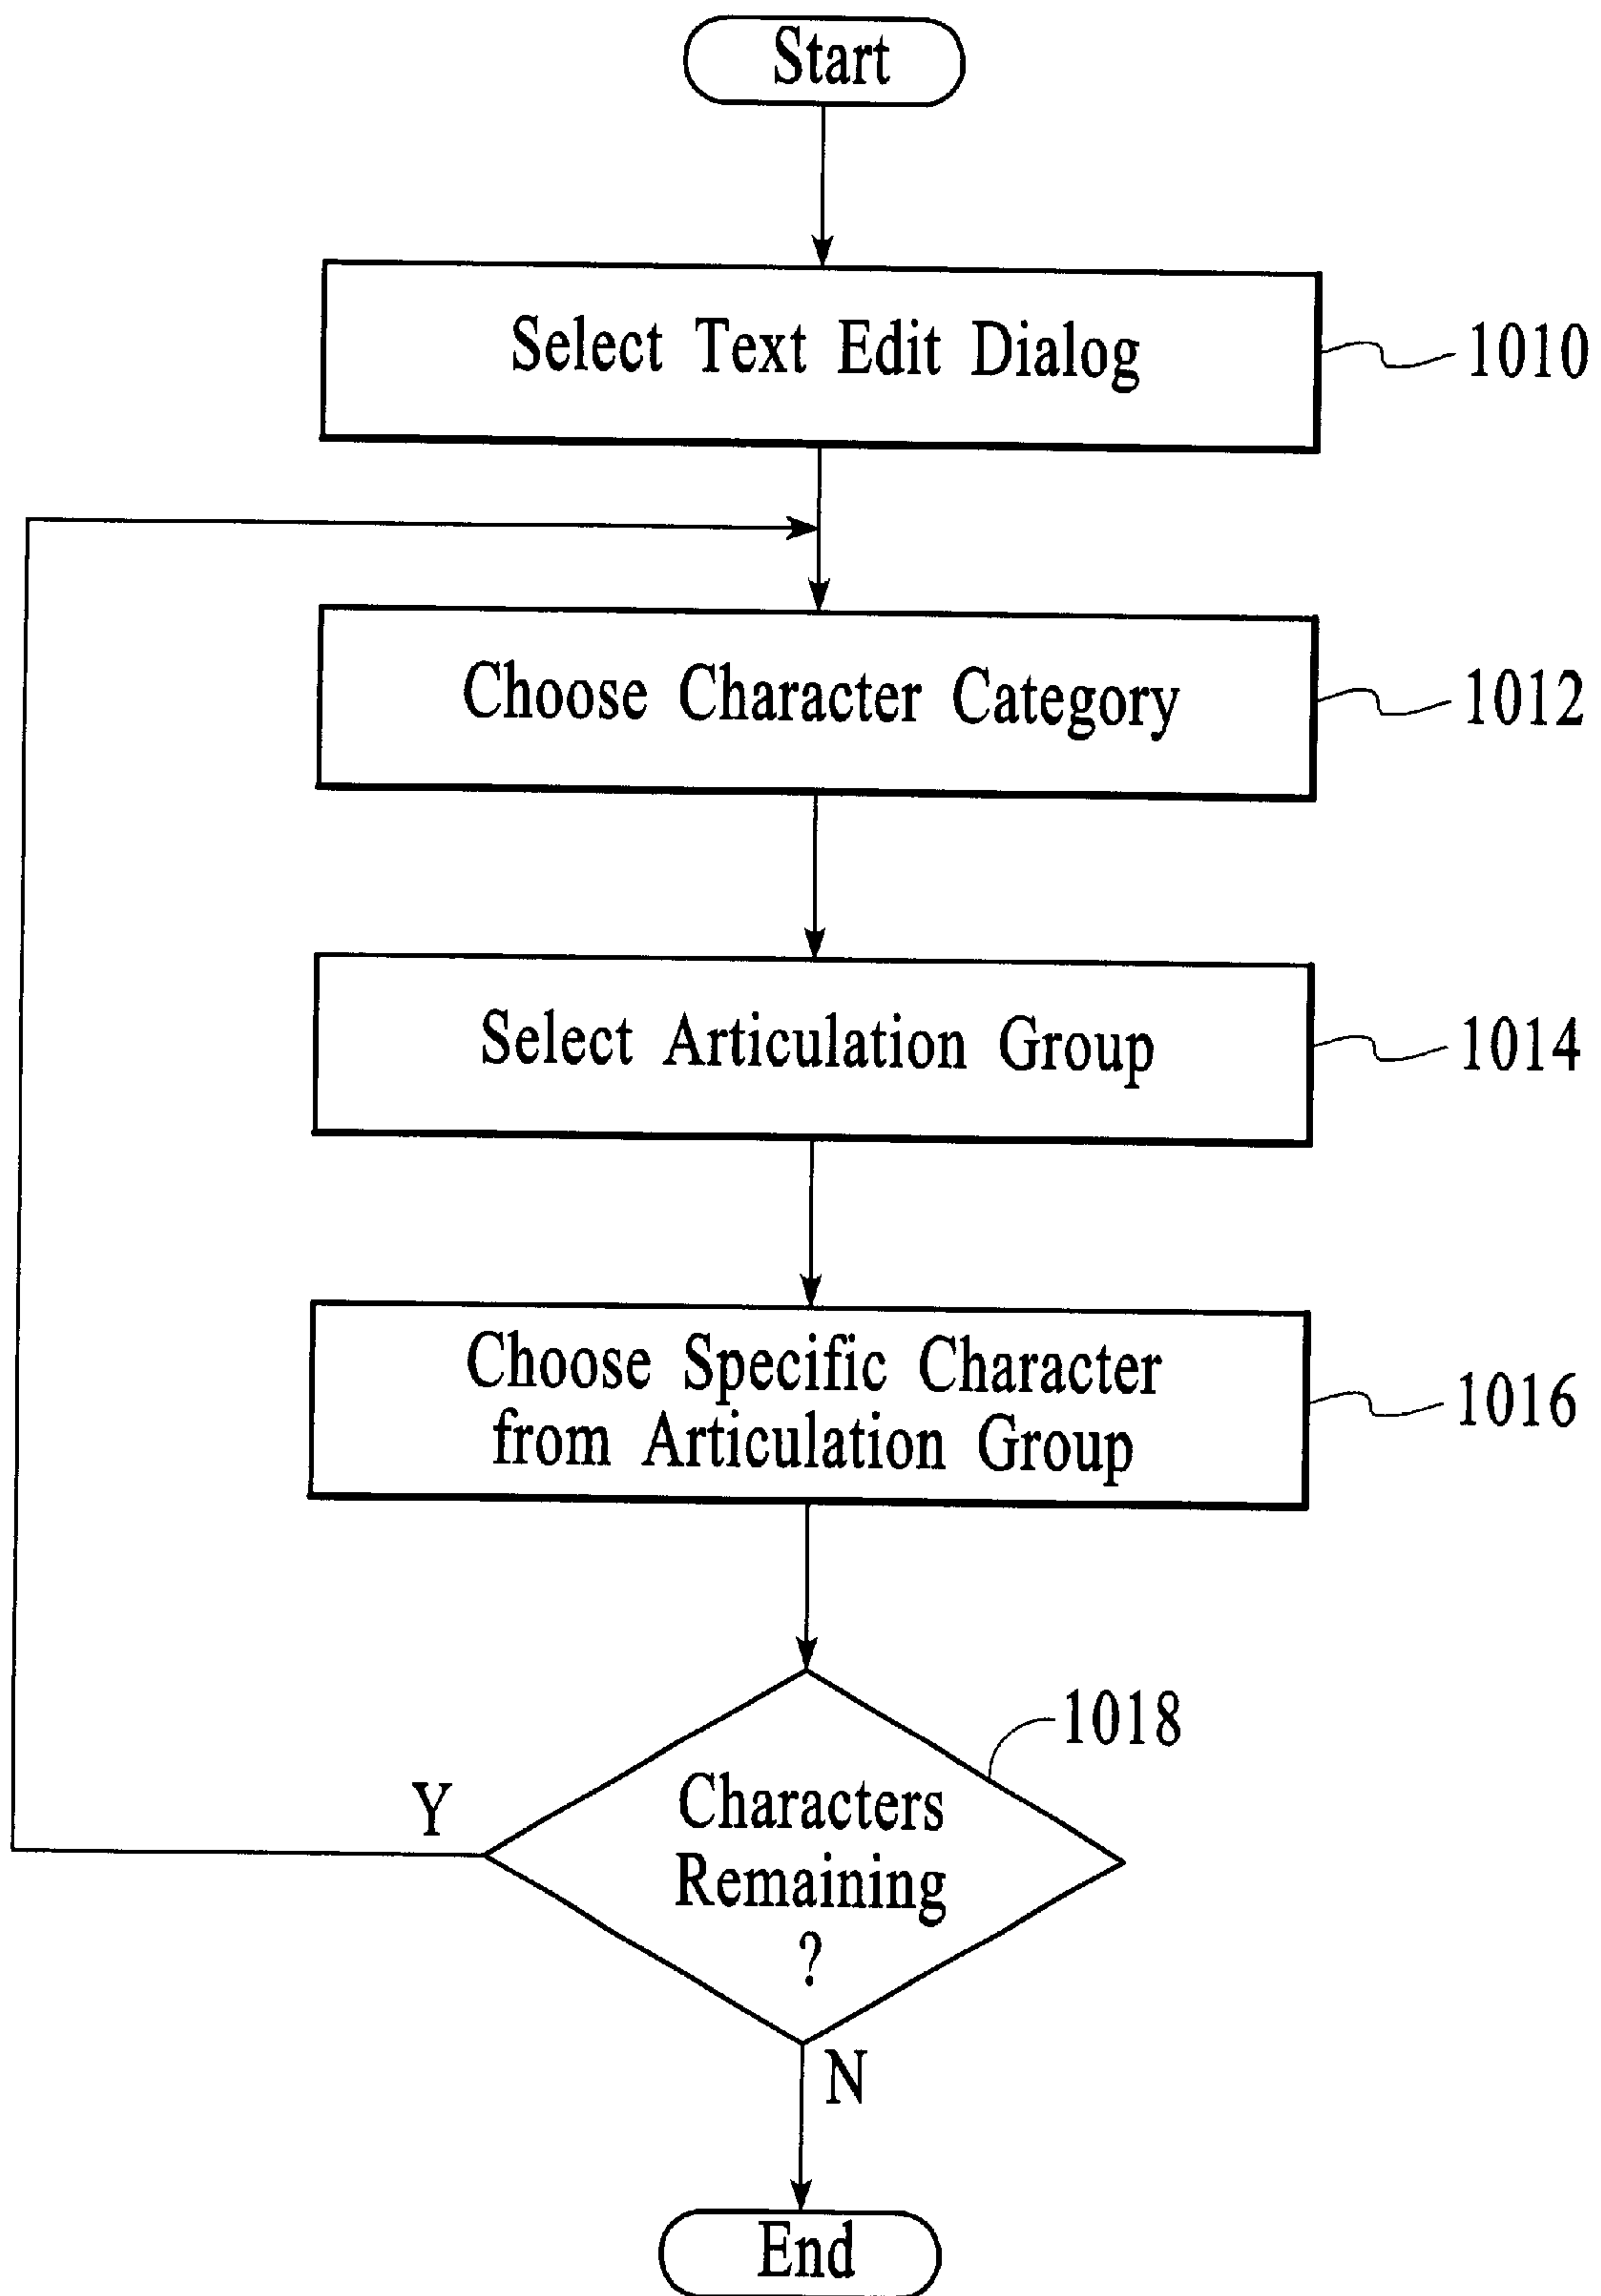 Start
Select Text Edit Dialog
1010
Choose Character Category
1012
Select Articulation Group
1014
Choose Specific Character
from Articulation Group
1016
1018
Characters
Remaining
?
Y
N
End